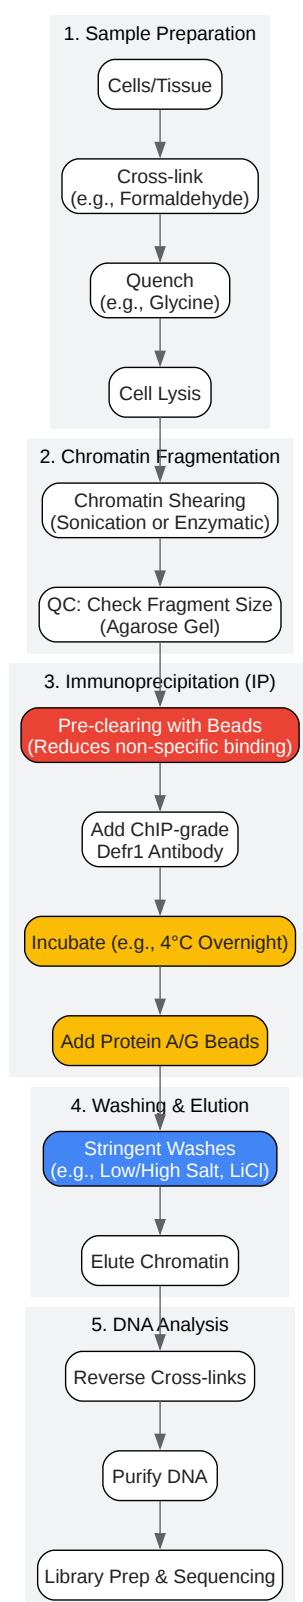 1. Sample Preparation
Cells/Tissue
Cross-link
(e.g., Formaldehyde)
Quench
(e.g., Glycine)
Cell Lysis
2. Chromatin Fragmentation
Chromatin Shearing
(Sonication or Enzymatic)
QC: Check Fragment Size
(Agarose Gel)
3. Immunoprecipitation (IP)
Pre-clearing with Beads
(Reduces non-specific binding)
Add ChIP-grade
Defr1 Antibody
Incubate (e.g., 4°C Overnight)
Add Protein A/G Beads
4. Washing & Elution
Stringent Washes
(e.g., Low/High Salt, LiCl)
Elute Chromatin
5. DNA Analysis
Reverse Cross-links
Purify DNA
Library Prep & Sequencing